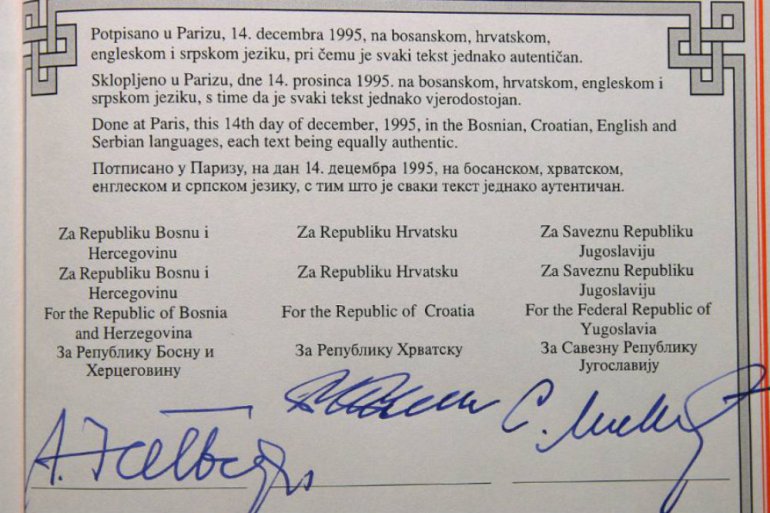 Potpisano u Parizu, 14. decembra 1995, na bosanskom, hrvatskom,
engleskom i srpskom jeziku, pri čemu je svaki tekst jednako autentičan.
Sklopljeno u Parizu, dne 14. prosinca 1995. na bosanskom, hrvatskom, engleskom i
srpskom jeziku, s time da je svaki tekst jednako vjerodostojan.
Done at Paris, this 14th day of december, 1995, in the Bosnian, Croatian, English and
Serbian languages, each text being equally authentic.
Потписано у Паризу, на дан 14. децембра 1995, на босанском, хрватском,
енглеском и српском језику, с тим што је сваки текст једнако аутентичан.
Za Republiku Bosnu i
Hercegovinu
Za Republiku Bosnu i
Hercegovinu
For the Republic of Bosnia
and Herzegovina
За Републику Босну и
Херцеговину
Za Republiku Hrvatsku
Za Republiku Hrvatsku
For the Republic of Croatia
За Републику Хрватску
Za Saveznu Republiku
Jugoslaviju
Za Saveznu Republiku
Jugoslaviju
For the Federal Republic of
Yugoslavia
За Савезну Републику
Југославију